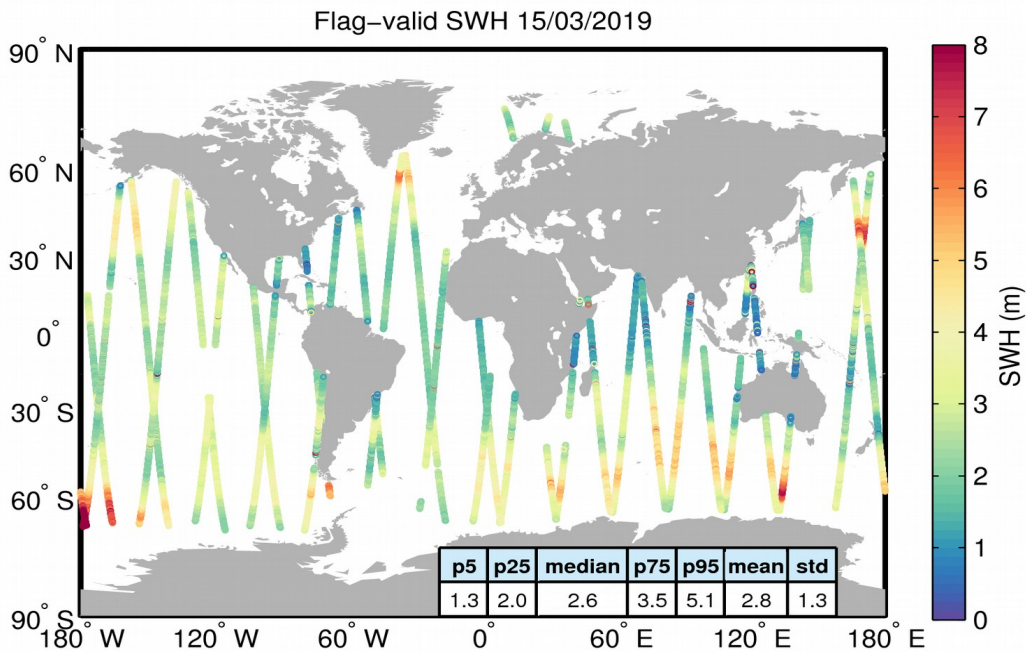 Flag−valid SWH 15/03/2019
90° N
60° N
30° N
0°
30° S
60° S
90° S
180° W
120° W
60° W
0°
60° E
120° E
180° E
p5 p25 median p75 p95 mean std
1.3 2.0 2.6 3.5 5.1 2.8 1.3
8
7
6
5
4
3
2
1
0
SWH (m)